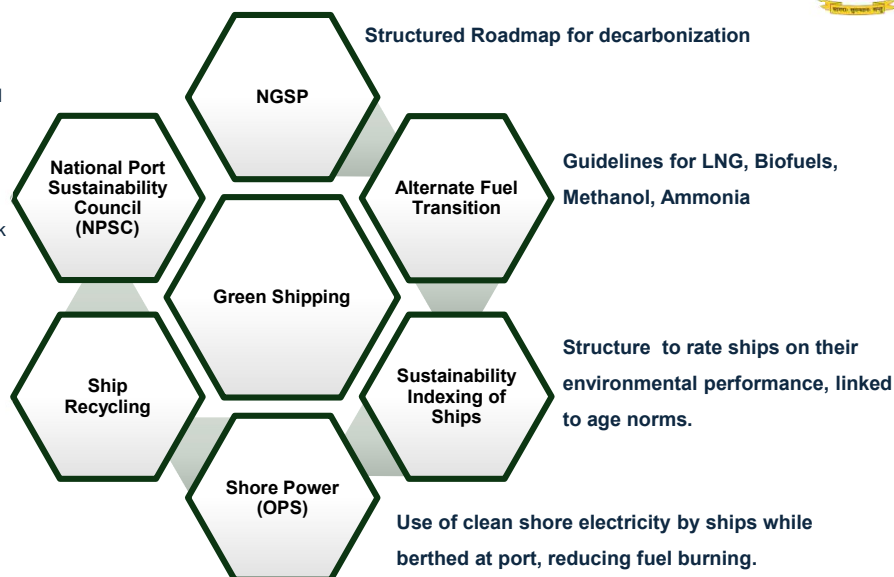 Structured Roadmap for decarbonization
NGSP
National Port
Sustainability
Council
(NPSC)
Alternate Fuel
Transition
Guidelines for LNG, Biofuels,
Methanol, Ammonia
Green Shipping
Ship
Recycling
Sustainability
Indexing of
Ships
Structure to rate ships on their
environmental performance, linked
to age norms.
Shore Power
(OPS)
Use of clean shore electricity by ships while
berthed at port, reducing fuel burning.